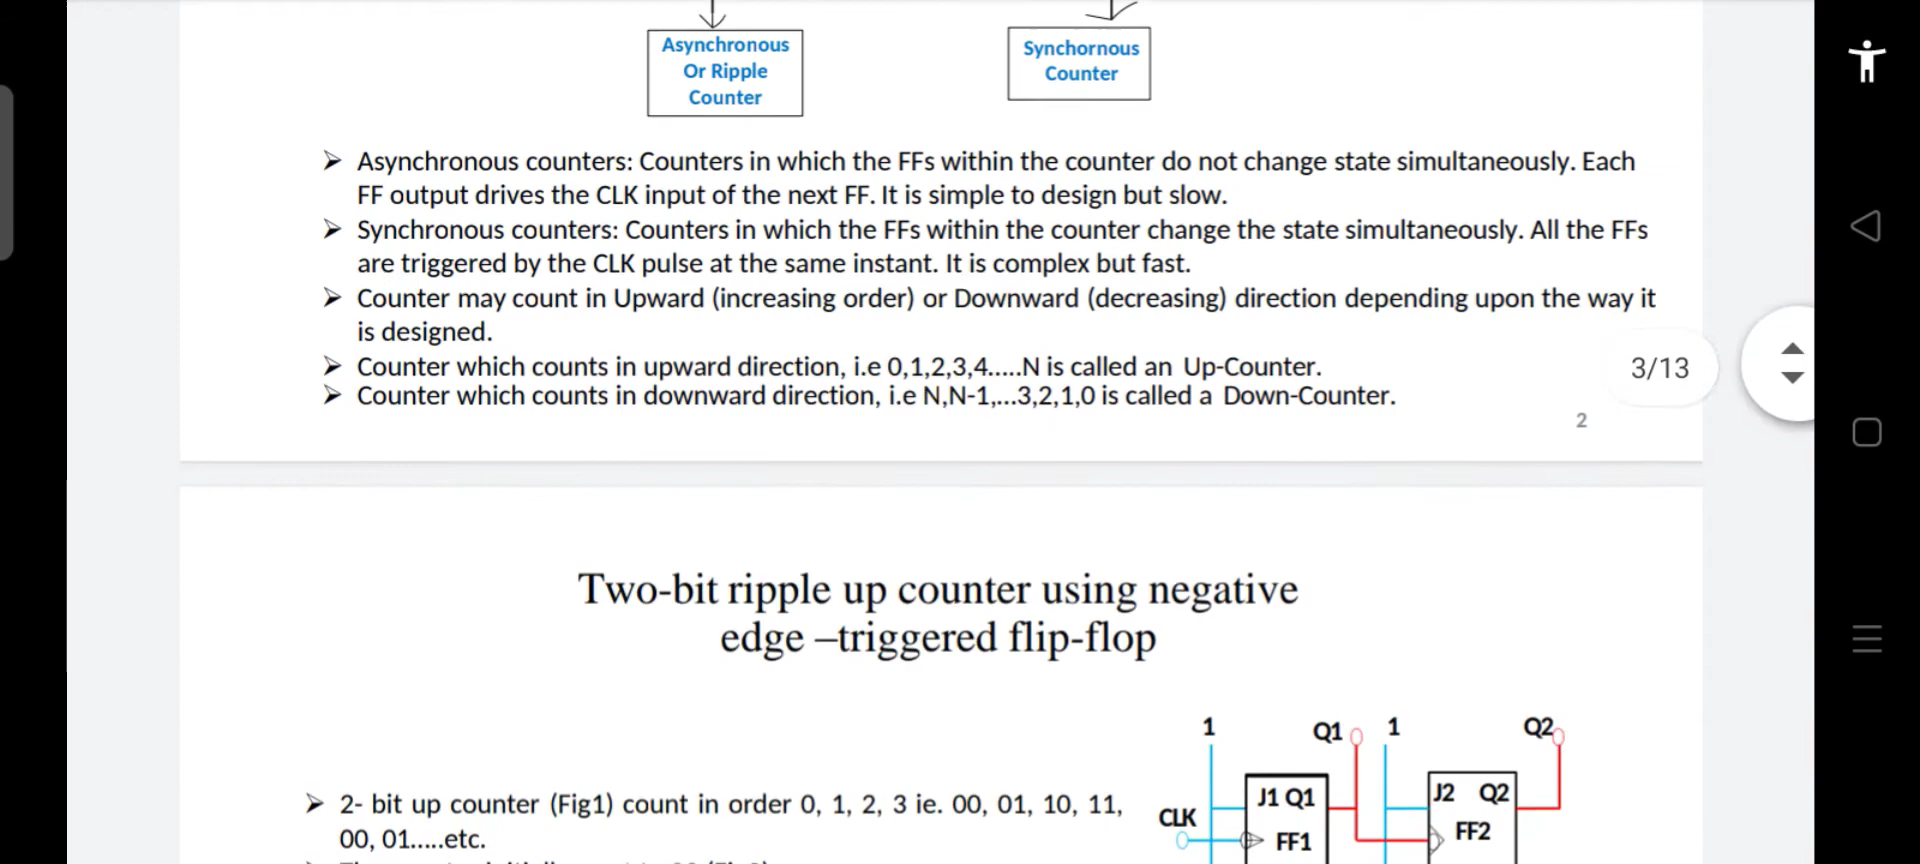 Asynchronous
Or Ripple
Counter
Synchornous
Counter
➢ Asynchronous counters: Counters in which the FFs within the counter do not change state simultaneously. Each
FF output drives the CLK input of the next FF. It is simple to design but slow.
➢ Synchronous counters: Counters in which the FFs within the counter change the state simultaneously. All the FFs
are triggered by the CLK pulse at the same instant. It is complex but fast.
➢ Counter may count in Upward (increasing order) or Downward (decreasing) direction depending upon the way it
is designed.
➢ Counter which counts in upward direction, i.e 0,1,2,3,4.....N is called an Up-Counter.
➢ Counter which counts in downward direction, i.e N,N-1,...3,2,1,0 is called a Down-Counter.
3/13
2
Two-bit ripple up counter using negative
edge –triggered flip-flop
➢ 2- bit up counter (Fig1) count in order 0, 1, 2, 3 ie. 00, 01, 10, 11,
00, 01.....etc.
1 Q1 1 Q2
J1 Q1 J2 Q2
CLK
FF1 FF2